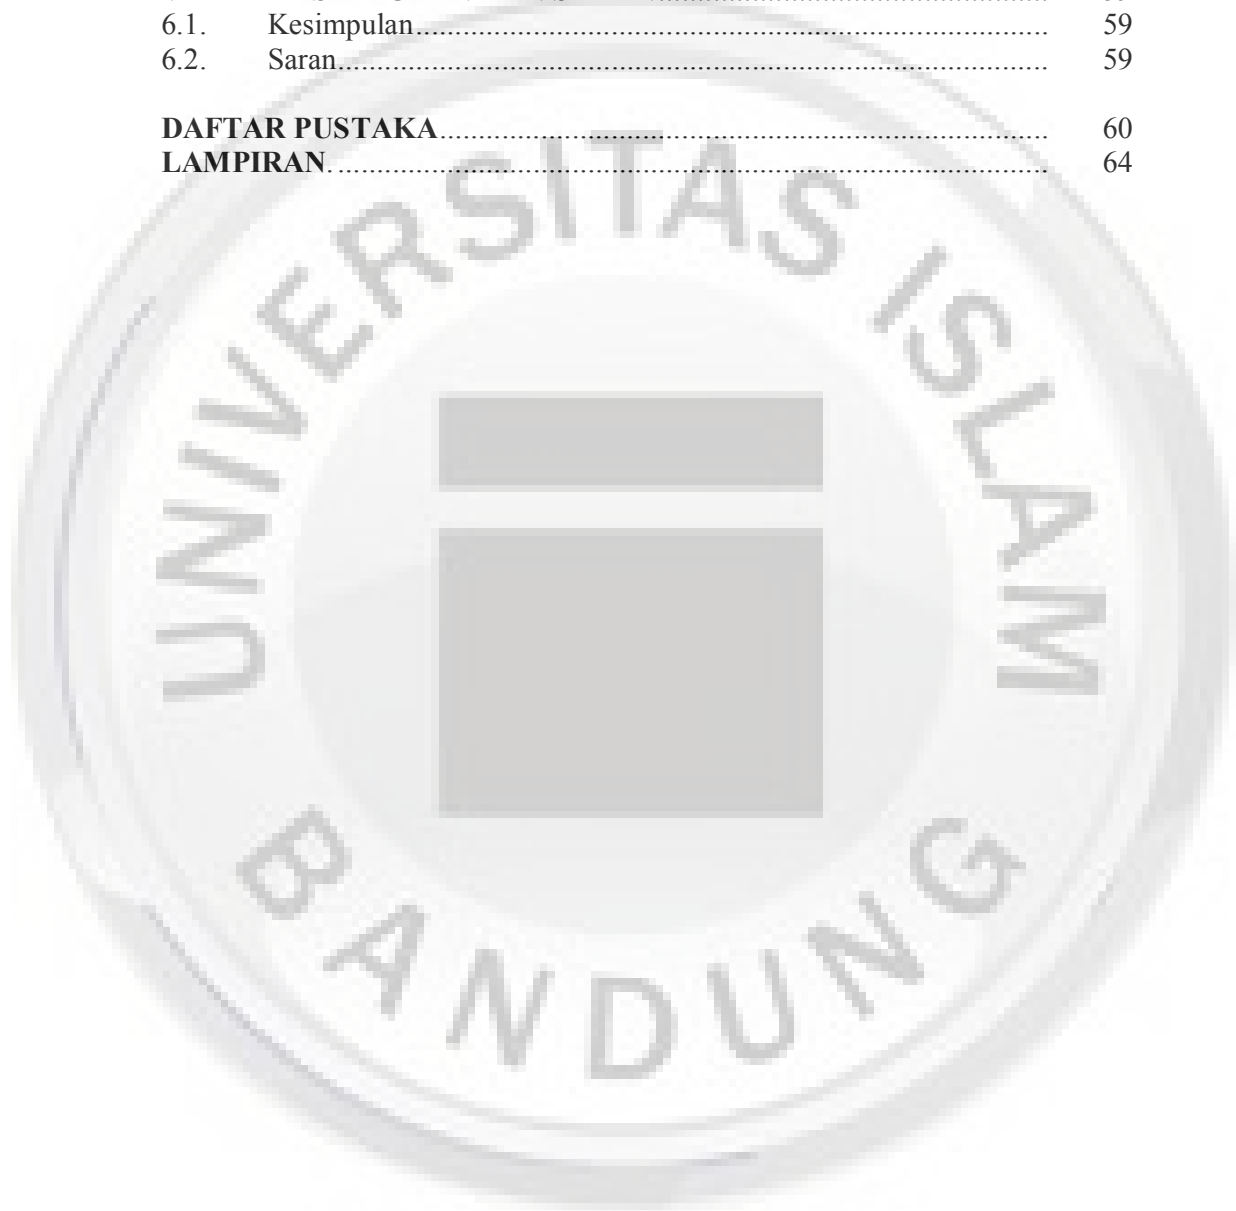 6.1. Kesimpulan........................................................................................ 59
6.2. Saran................................................................................................... 59
DAFTAR PUSTAKA..................................................................................... 60
LAMPIRAN. ................................................................................................... 64
UNIVERSITAS ISLAM
BANDUNG